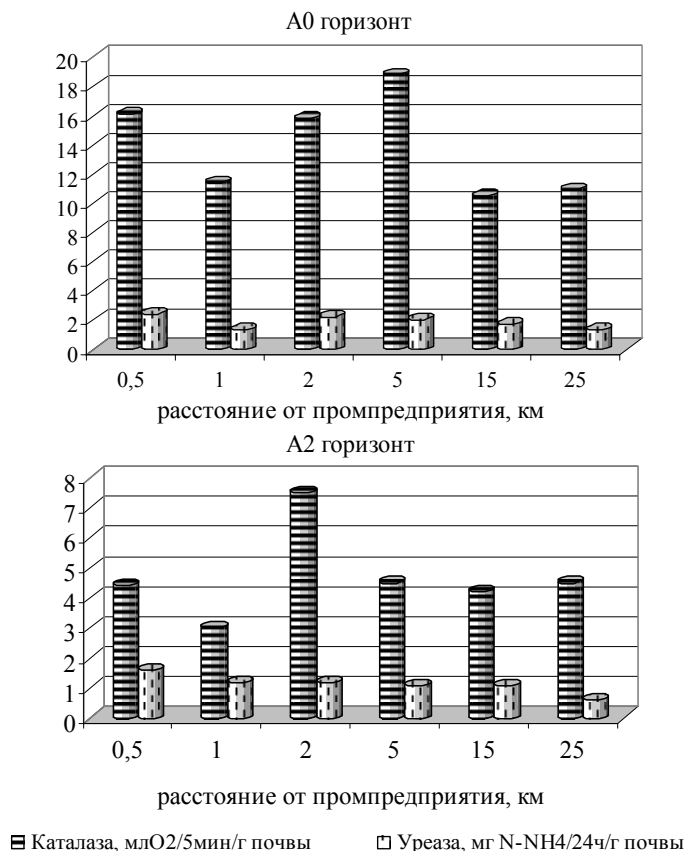 А0 горизонт
20
18
16
14
12
10
8
6
4
2
0
0,5 1 2 5 15 25
расстояние от промпредприятия, км
А2 горизонт
8
7
6
5
4
3
2
1
0
0,5 1 2 5 15 25
расстояние от промпредприятия, км
Каталаза, млО2/5мин/г почвы Уреаза, мг N-NH4/24ч/г почвы